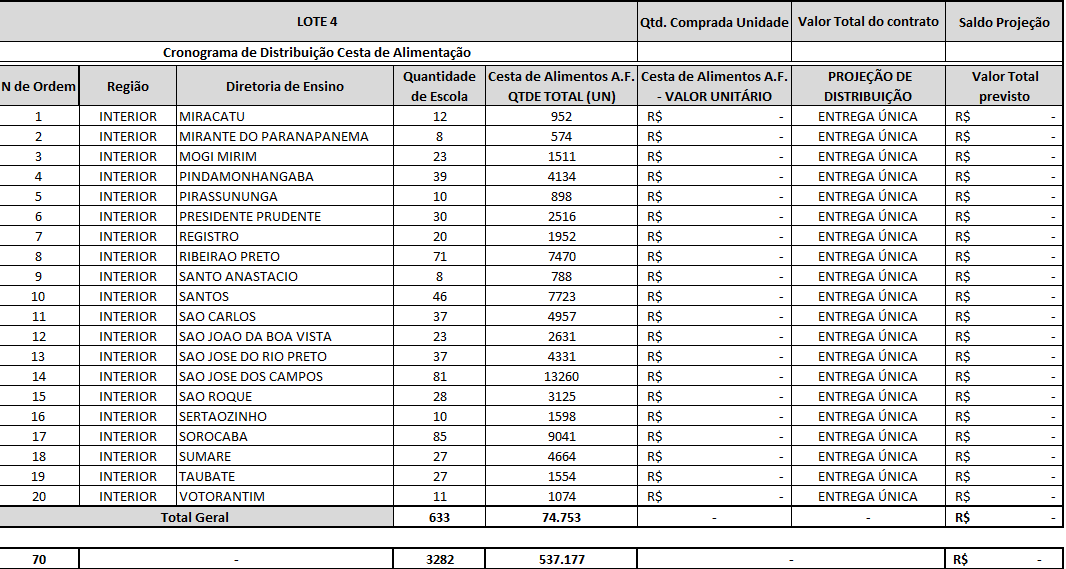 LOTE 4 Qtd. Comprada Unidade Valor Total do contrato Saldo Projeção
Cronograma de Distribuição Cesta de Alimentação
N de Ordem Região Diretoria de Ensino Quantidade de Escola Cesta de Alimentos A.F. QTDE TOTAL (UN) Cesta de Alimentos A.F. - VALOR UNITÁRIO PROJEÇÃO DE DISTRIBUIÇÃO Valor Total previsto
1 INTERIOR MIRACATU 12 952 R$ - ENTREGA ÚNICA R$ -
2 INTERIOR MIRANTE DO PARANAPANEMA 8 574 R$ - ENTREGA ÚNICA R$ -
3 INTERIOR MOGI MIRIM 23 1511 R$ - ENTREGA ÚNICA R$ -
4 INTERIOR PINDAMONHANGABA 39 4134 R$ - ENTREGA ÚNICA R$ -
5 INTERIOR PIRASSUNUNGA 10 898 R$ - ENTREGA ÚNICA R$ -
6 INTERIOR PRESIDENTE PRUDENTE 30 2516 R$ - ENTREGA ÚNICA R$ -
7 INTERIOR REGISTRO 20 1952 R$ - ENTREGA ÚNICA R$ -
8 INTERIOR RIBEIRAO PRETO 71 7470 R$ - ENTREGA ÚNICA R$ -
9 INTERIOR SANTO ANASTACIO 8 788 R$ - ENTREGA ÚNICA R$ -
10 INTERIOR SANTOS 46 7723 R$ - ENTREGA ÚNICA R$ -
11 INTERIOR SAO CARLOS 37 4957 R$ - ENTREGA ÚNICA R$ -
12 INTERIOR SAO JOAO DA BOA VISTA 23 2631 R$ - ENTREGA ÚNICA R$ -
13 INTERIOR SAO JOSE DO RIO PRETO 37 4331 R$ - ENTREGA ÚNICA R$ -
14 INTERIOR SAO JOSE DOS CAMPOS 81 13260 R$ - ENTREGA ÚNICA R$ -
15 INTERIOR SAO ROQUE 28 3125 R$ - ENTREGA ÚNICA R$ -
16 INTERIOR SERTAOZINHO 10 1598 R$ - ENTREGA ÚNICA R$ -
17 INTERIOR SOROCABA 85 9041 R$ - ENTREGA ÚNICA R$ -
18 INTERIOR SUMARE 27 4664 R$ - ENTREGA ÚNICA R$ -
19 INTERIOR TAUBATE 27 1554 R$ - ENTREGA ÚNICA R$ -
20 INTERIOR VOTORANTIM 11 1074 R$ - ENTREGA ÚNICA R$ -
Total Geral 633 74.753 - - R$ -
70 - 3282 537.177 - R$ -